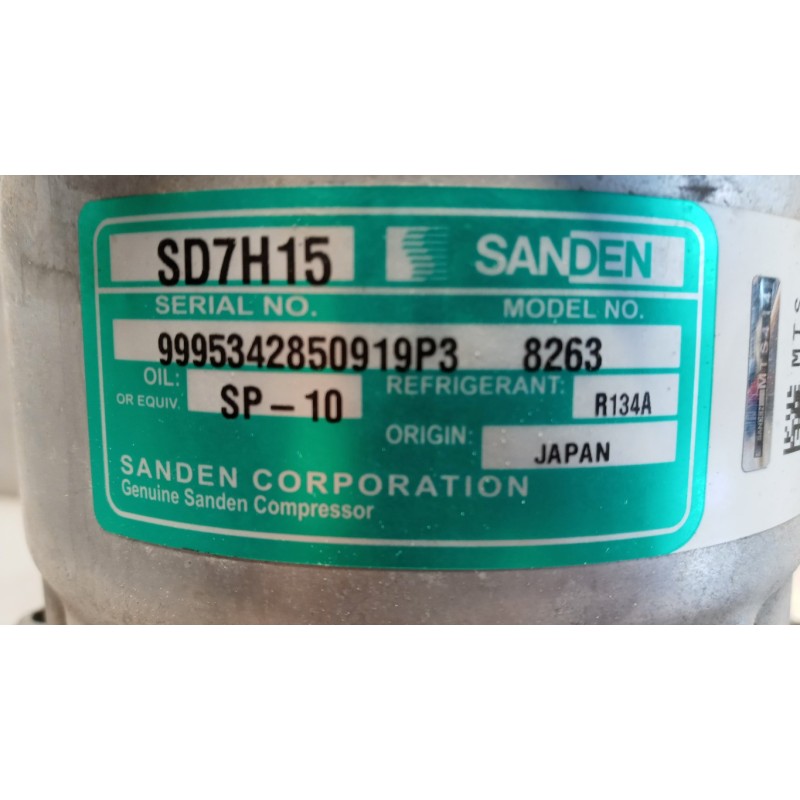 SD7H15 SANDEN
SERIAL NO. MODEL NO.
9995342850919P3 8263
OIL: SP-10 REFRIGERANT: R134A
OR EQUIV.
ORIGIN: JAPAN
SANDEN CORPORATION
Genuine Sanden Compressor
MTS